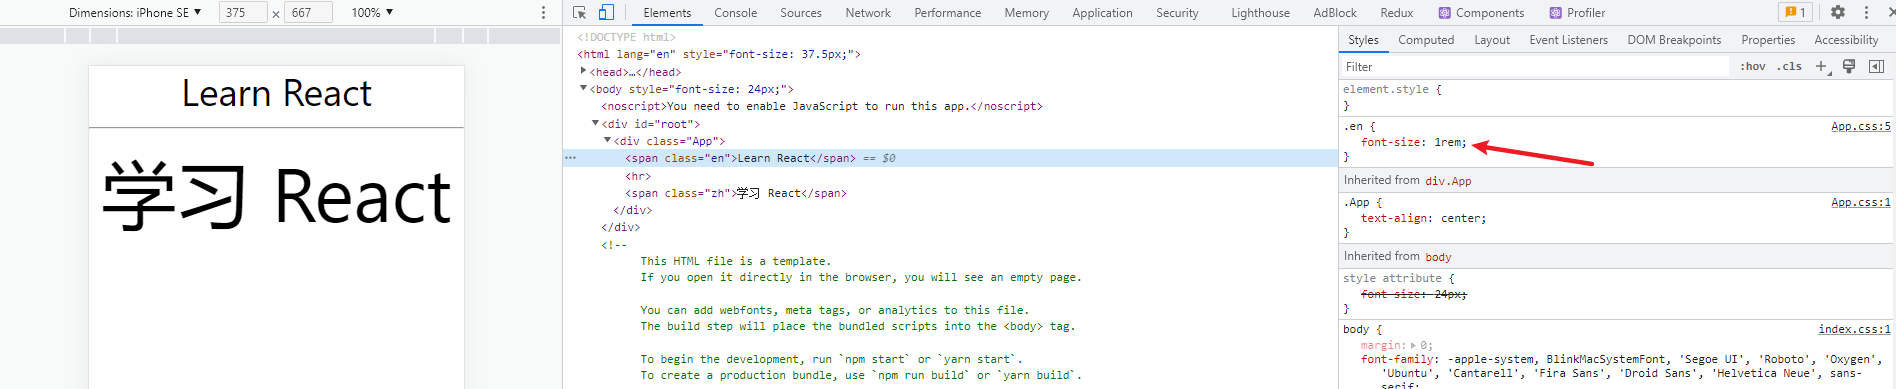 Dimensions: iPhone SE ▼ 375 × 667 100% ▼
Elements Console Sources Network Performance Memory Application Security Lighthouse AdBlock Redux Components Profiler 1
Learn React
学习 React
<!DOCTYPE html>
<html lang="en" style="font-size: 37.5px;">
▶<head>…</head>
▼<body style="font-size: 24px;">
<noscript>You need to enable JavaScript to run this app.</noscript>
▼<div id="root">
▼<div class="App">
<span class="en">Learn React</span> == $0
<hr>
<span class="zh">学习 React</span>
</div>
</div>
<!--
This HTML file is a template.
If you open it directly in the browser, you will see an empty page.
You can add webfonts, meta tags, or analytics to this file.
The build step will place the bundled scripts into the <body> tag.
To begin the development, run `npm start` or `yarn start`.
To create a production bundle, use `npm run build` or `yarn build`.
Styles Computed Layout Event Listeners DOM Breakpoints Properties Accessibility
Filter :hov .cls
element.style {
}
.en { App.css:5
font-size: 1rem;
}
Inherited from div.App
.App { App.css:1
text-align: center;
}
Inherited from body
style attribute {
font-size: 24px;
}
body { index.css:1
margin:▶0;
font-family: -apple-system, BlinkMacSystemFont, 'Segoe UI', 'Roboto', 'Oxygen',
'Ubuntu', 'Cantarell', 'Fira Sans', 'Droid Sans', 'Helvetica Neue', sans-
serif;